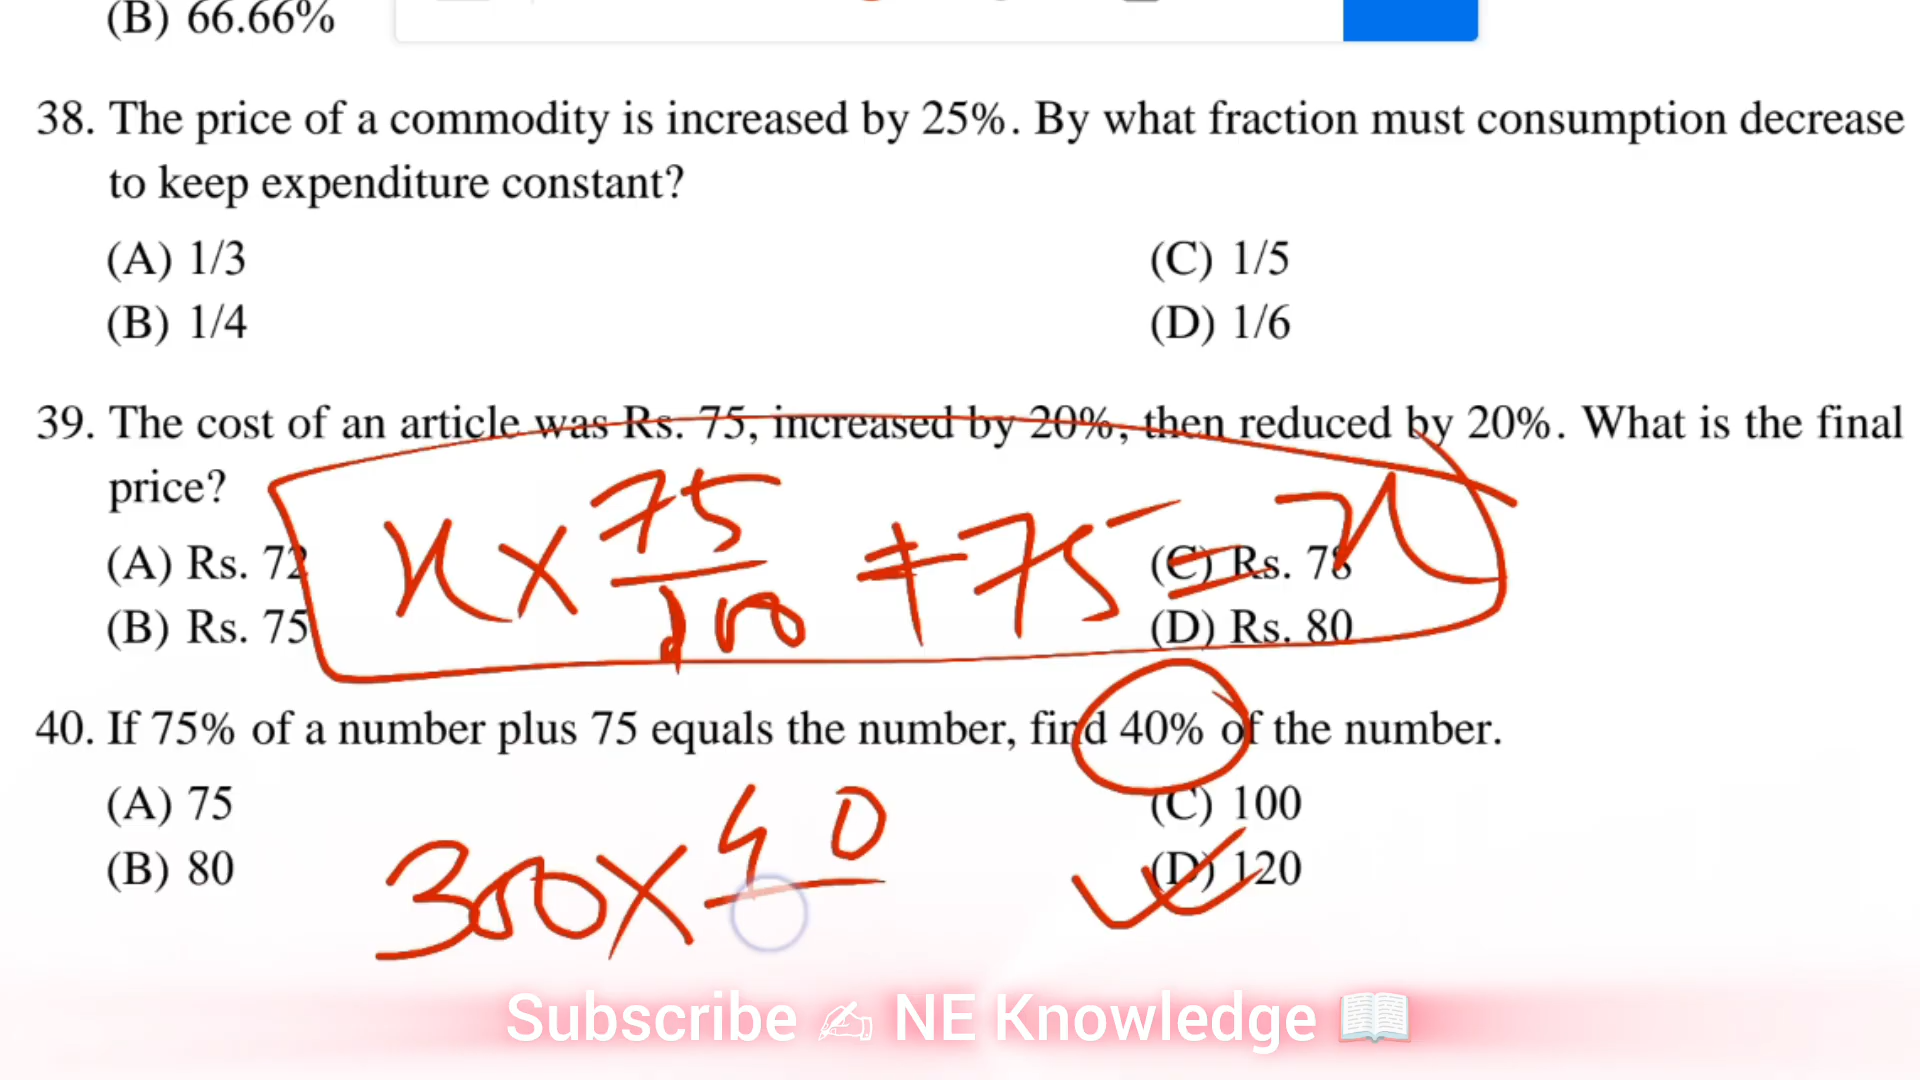 (B) 66.66%
38. The price of a commodity is increased by 25%. By what fraction must consumption decrease
to keep expenditure constant?
(A) 1/3
(C) 1/5
(B) 1/4
(D) 1/6
39. The cost of an article was Rs. 75, increased by 20%, then reduced by 20%. What is the final
price?
x × 75/100 + 75 = x
(A) Rs. 72
(C) Rs. 78
(B) Rs. 75
(D) Rs. 80
40. If 75% of a number plus 75 equals the number, find 40% of the number.
(A) 75
(C) 100
(B) 80
(D) 120
300 × 40
Subscribe ✍ NE Knowledge 📖